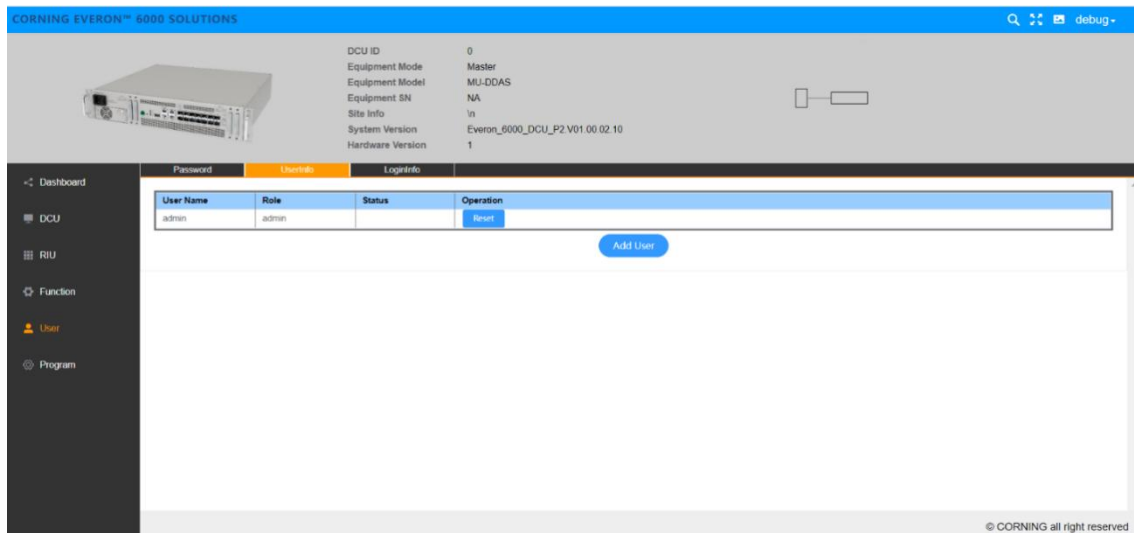 CORNING EVERON™ 6000 SOLUTIONS
debug
DCU ID 0
Equipment Mode Master
Equipment Model MU-DDAS
Equipment SN NA
Site Info \n
System Version Everon_6000_DCU_P2.V01.00.02.10
Hardware Version 1
Password UserInfo LoginInfo
Dashboard
DCU
RIU
Function
User
Program
User Name Role Status Operation
admin admin Reset
Add User
© CORNING all right reserved